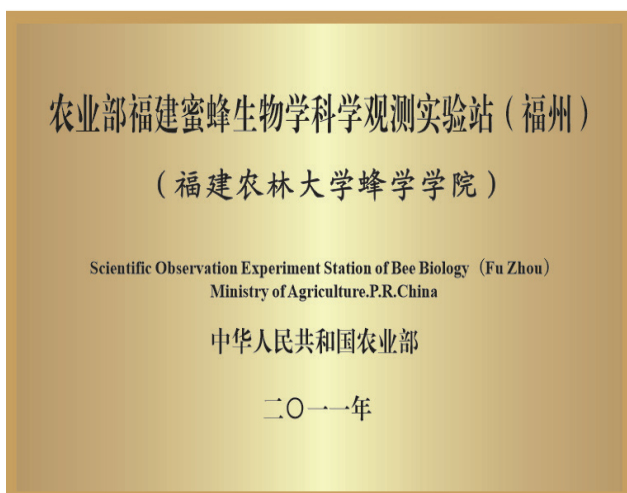 农业部福建蜜蜂生物学科学观测实验站（福州）
（福建农林大学蜂学学院）
Scientific Observation Experiment Station of Bee Biology（Fu Zhou）
Ministry of Agriculture.P.R.China
中华人民共和国农业部
二〇一一年